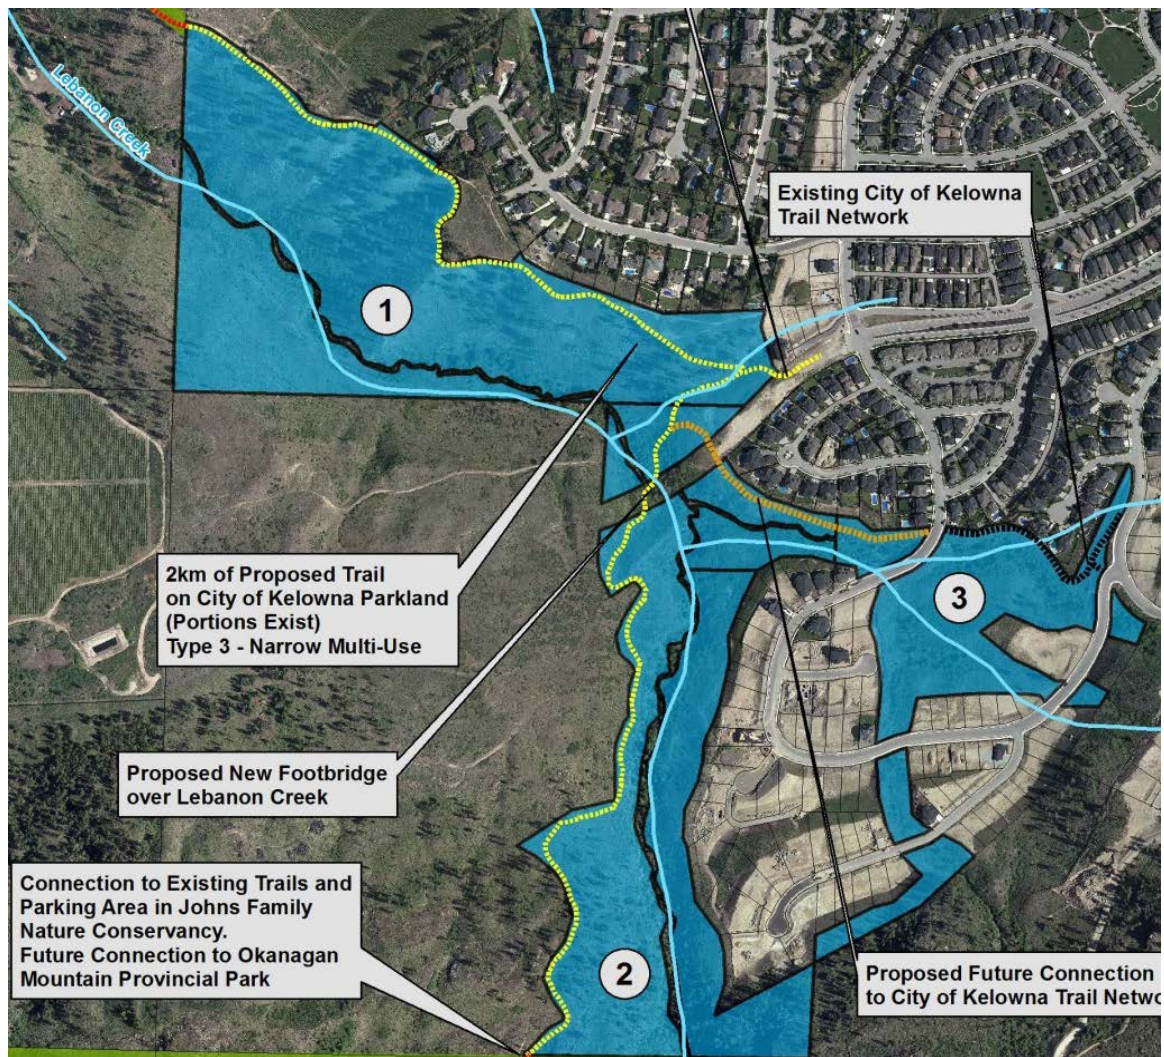 Lebanon Creek
Existing City of Kelowna
Trail Network
1
2km of Proposed Trail
on City of Kelowna Parkland
(Portions Exist)
Type 3 - Narrow Multi-Use
3
Proposed New Footbridge
over Lebanon Creek
Connection to Existing Trails and
Parking Area in Johns Family
Nature Conservancy.
Future Connection to Okanagan
Mountain Provincial Park
2
Proposed Future Connection
to City of Kelowna Trail Netwo